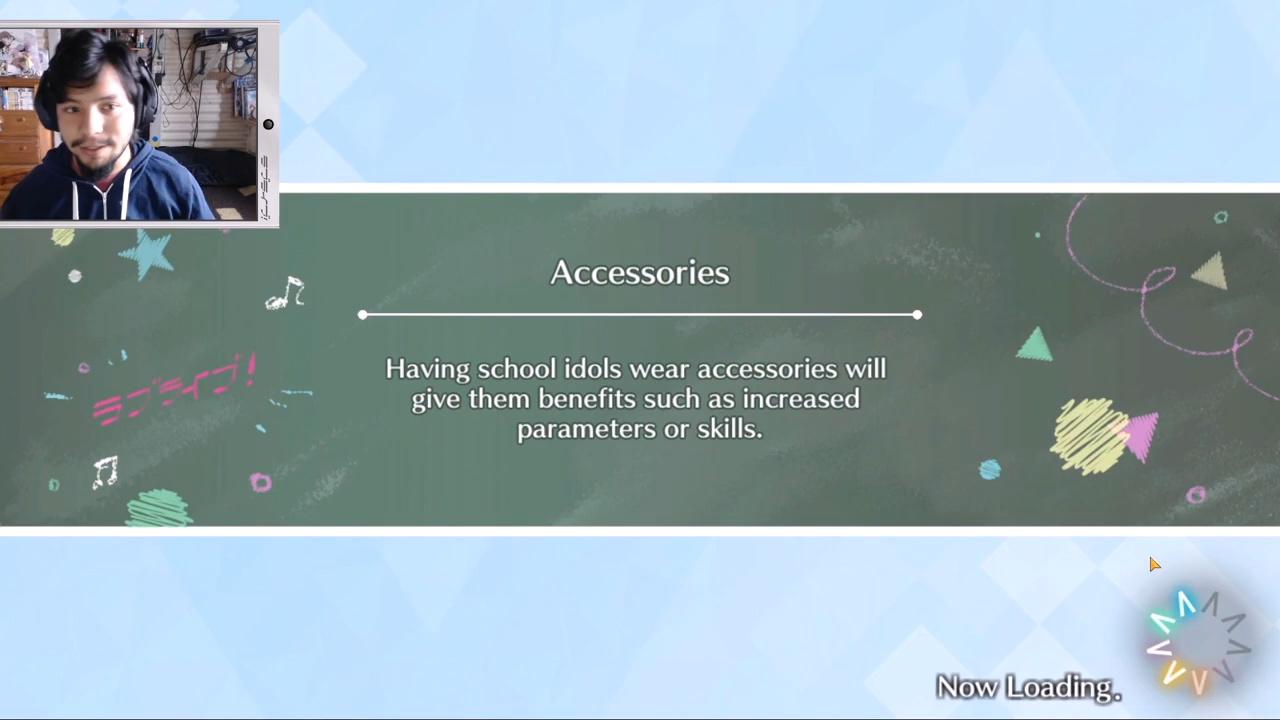 Accessories
Having school idols wear accessories will
give them benefits such as increased
parameters or skills.
ラブライブ!
Now Loading.